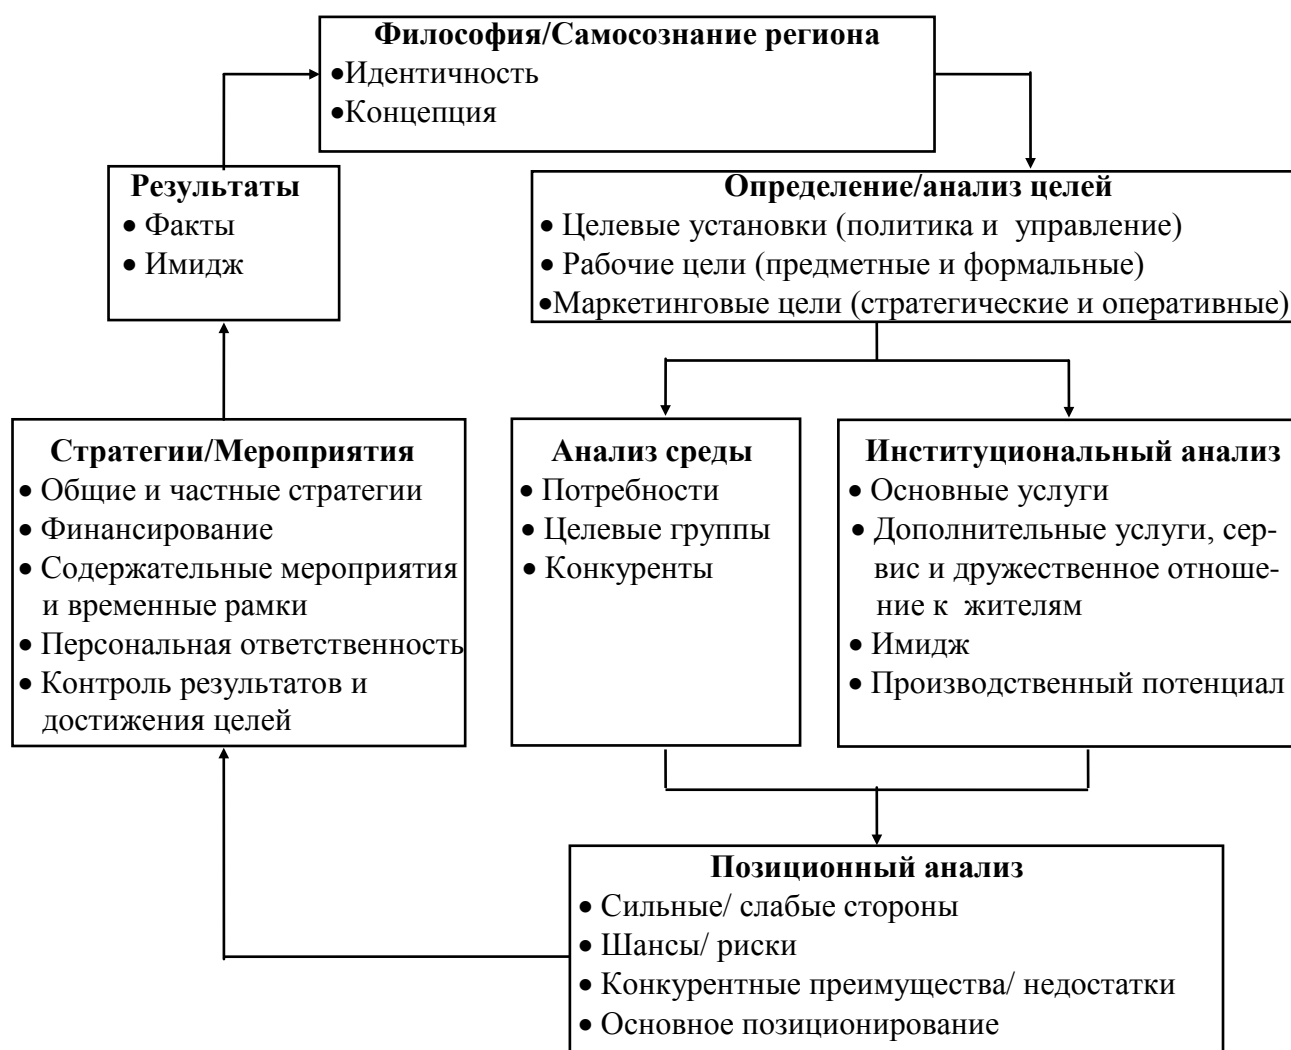 Философия/Самосознание региона
•Идентичность
•Концепция
Результаты
• Факты
• Имидж
Определение/анализ целей
• Целевые установки (политика и управление)
• Рабочие цели (предметные и формальные)
•Маркетинговые цели (стратегические и оперативные)
Стратегии/Мероприятия
• Общие и частные стратегии
• Финансирование
• Содержательные мероприятия
и временные рамки
• Персональная ответственность
• Контроль результатов и
достижения целей
Анализ среды
• Потребности
• Целевые группы
• Конкуренты
Институциональный анализ
• Основные услуги
• Дополнительные услуги, сер-
вис и дружественное отноше-
ние к жителям
• Имидж
• Производственный потенциал
Позиционный анализ
• Сильные/ слабые стороны
• Шансы/ риски
• Конкурентные преимущества/ недостатки
• Основное позиционирование